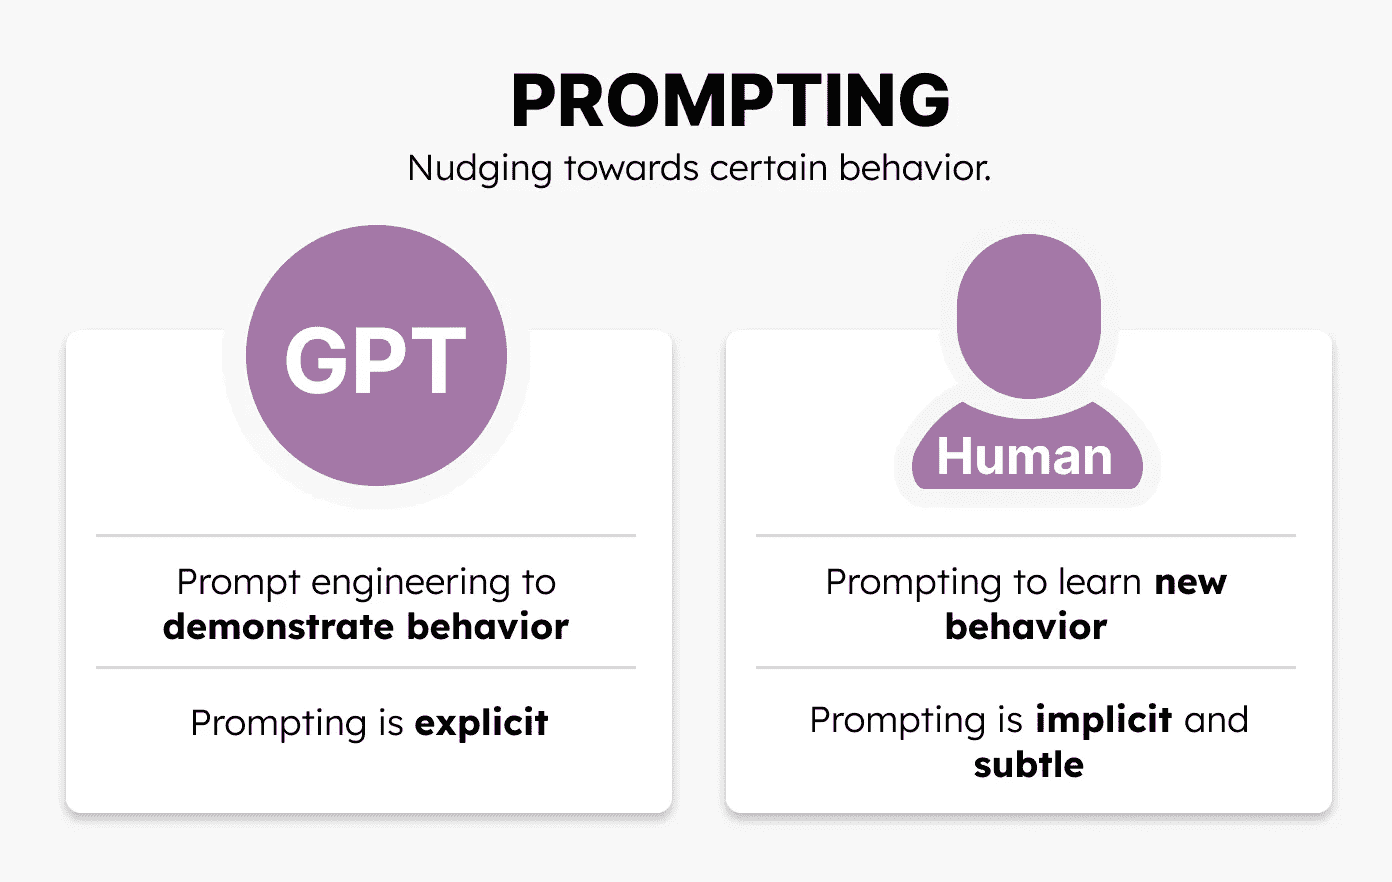 PROMPTING
Nudging towards certain behavior.
GPT
Prompt engineering to
demonstrate behavior
Prompting is explicit
Human
Prompting to learn new
behavior
Prompting is implicit and
subtle